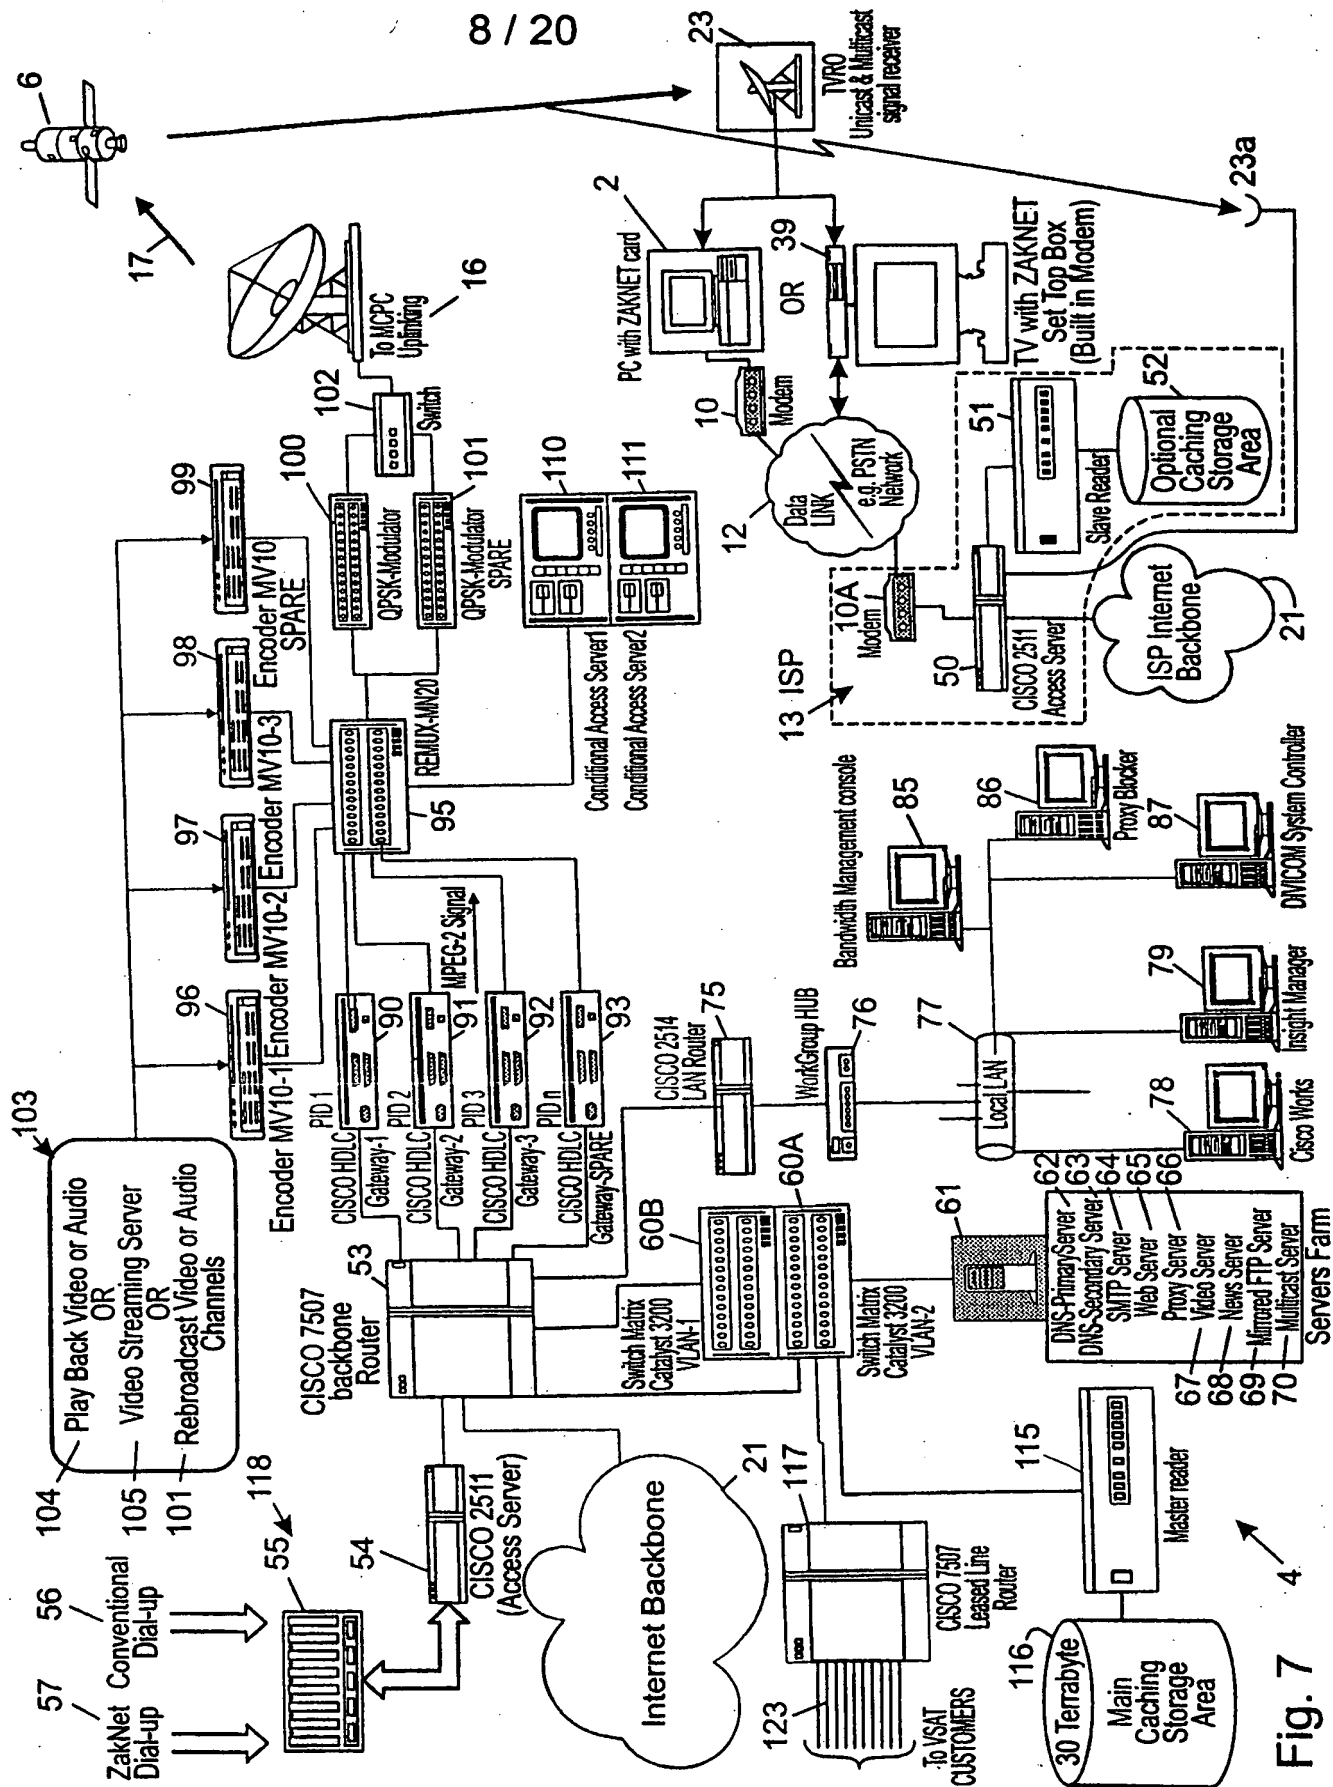 8 / 20
6
17
To MCPC
Uplinking
16
23
TVRO
Unicast & Multicast
signal receiver
23a
102
Switch
100
QPSK-Modulator
101
QPSK-Modulator
SPARE
110
111
Conditional Access Server1
Conditional Access Server2
99
Encoder MV10
SPARE
98
Encoder MV10-3
97
Encoder MV10-2
96
Encoder MV10-1
REMUX-MN20
95
MPEG-2 Signal
103
104
Play Back Video or Audio
OR
105
Video Streaming Server
OR
101
Rebroadcast Video or Audio
Channels
PID 1
90
CISCO HDLC
Gateway-1
PID 2
91
CISCO HDLC
Gateway-2
PID 3
92
CISCO HDLC
Gateway-3
PID n
93
CISCO HDLC
Gateway-SPARE
2
PC with ZAKNET card
OR
39
TV with ZAKNET
Set Top Box
(Built in Modem)
10
Modem
12
Data
LINK
e.g. PSTN
Network
10A
Modem
13 ISP
50
CISCO 2511
Access Server
51
Slave Reader
52
Optional
Caching
Storage
Area
ISP Internet
Backbone
21
57
ZakNet
Dial-up
56
Conventional
Dial-up
55
118
54
CISCO 2511
(Access Server)
53
CISCO 7507
backbone
Router
Internet Backbone
21
75
CISCO 2514
LAN Router
WorkGroup HUB
76
77
Local LAN
85
Bandwidth Management console
86
Proxy Blocker
87
DIVICOM System Controller
79
Insight Manager
78
Cisco Works
60B
60A
Switch Matrix
Catalyst 3200
VLAN-1
Switch Matrix
Catalyst 3200
VLAN-2
61
62
DNS-PrimaryServer
63
DNS-Secondary Server
64
SMTP Server
65
Web Server
66
Proxy Server
67
Video Server
68
News Server
69
Mirrored FTP Server
70
Multicast Server
Servers Farm
117
CISCO 7507
Leased Line
Router
123
To VSAT
CUSTOMERS
115
Master reader
116
30 Terrabyte
Main
Caching
Storage
Area
4
Fig. 7